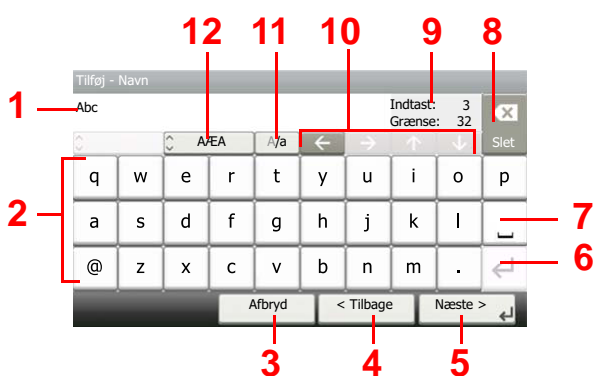 12 11 10 9 8
Tilføj - Navn
1 Abc Indtast: 3
Grænse: 32
ÆÆA A/a ← → ↑ ↓ Slet
2 q w e r t y u i o p
a s d f g h j k l 7
@ z x c v b n m . 6
Afbryd < Tilbage Næste >
3 4 5